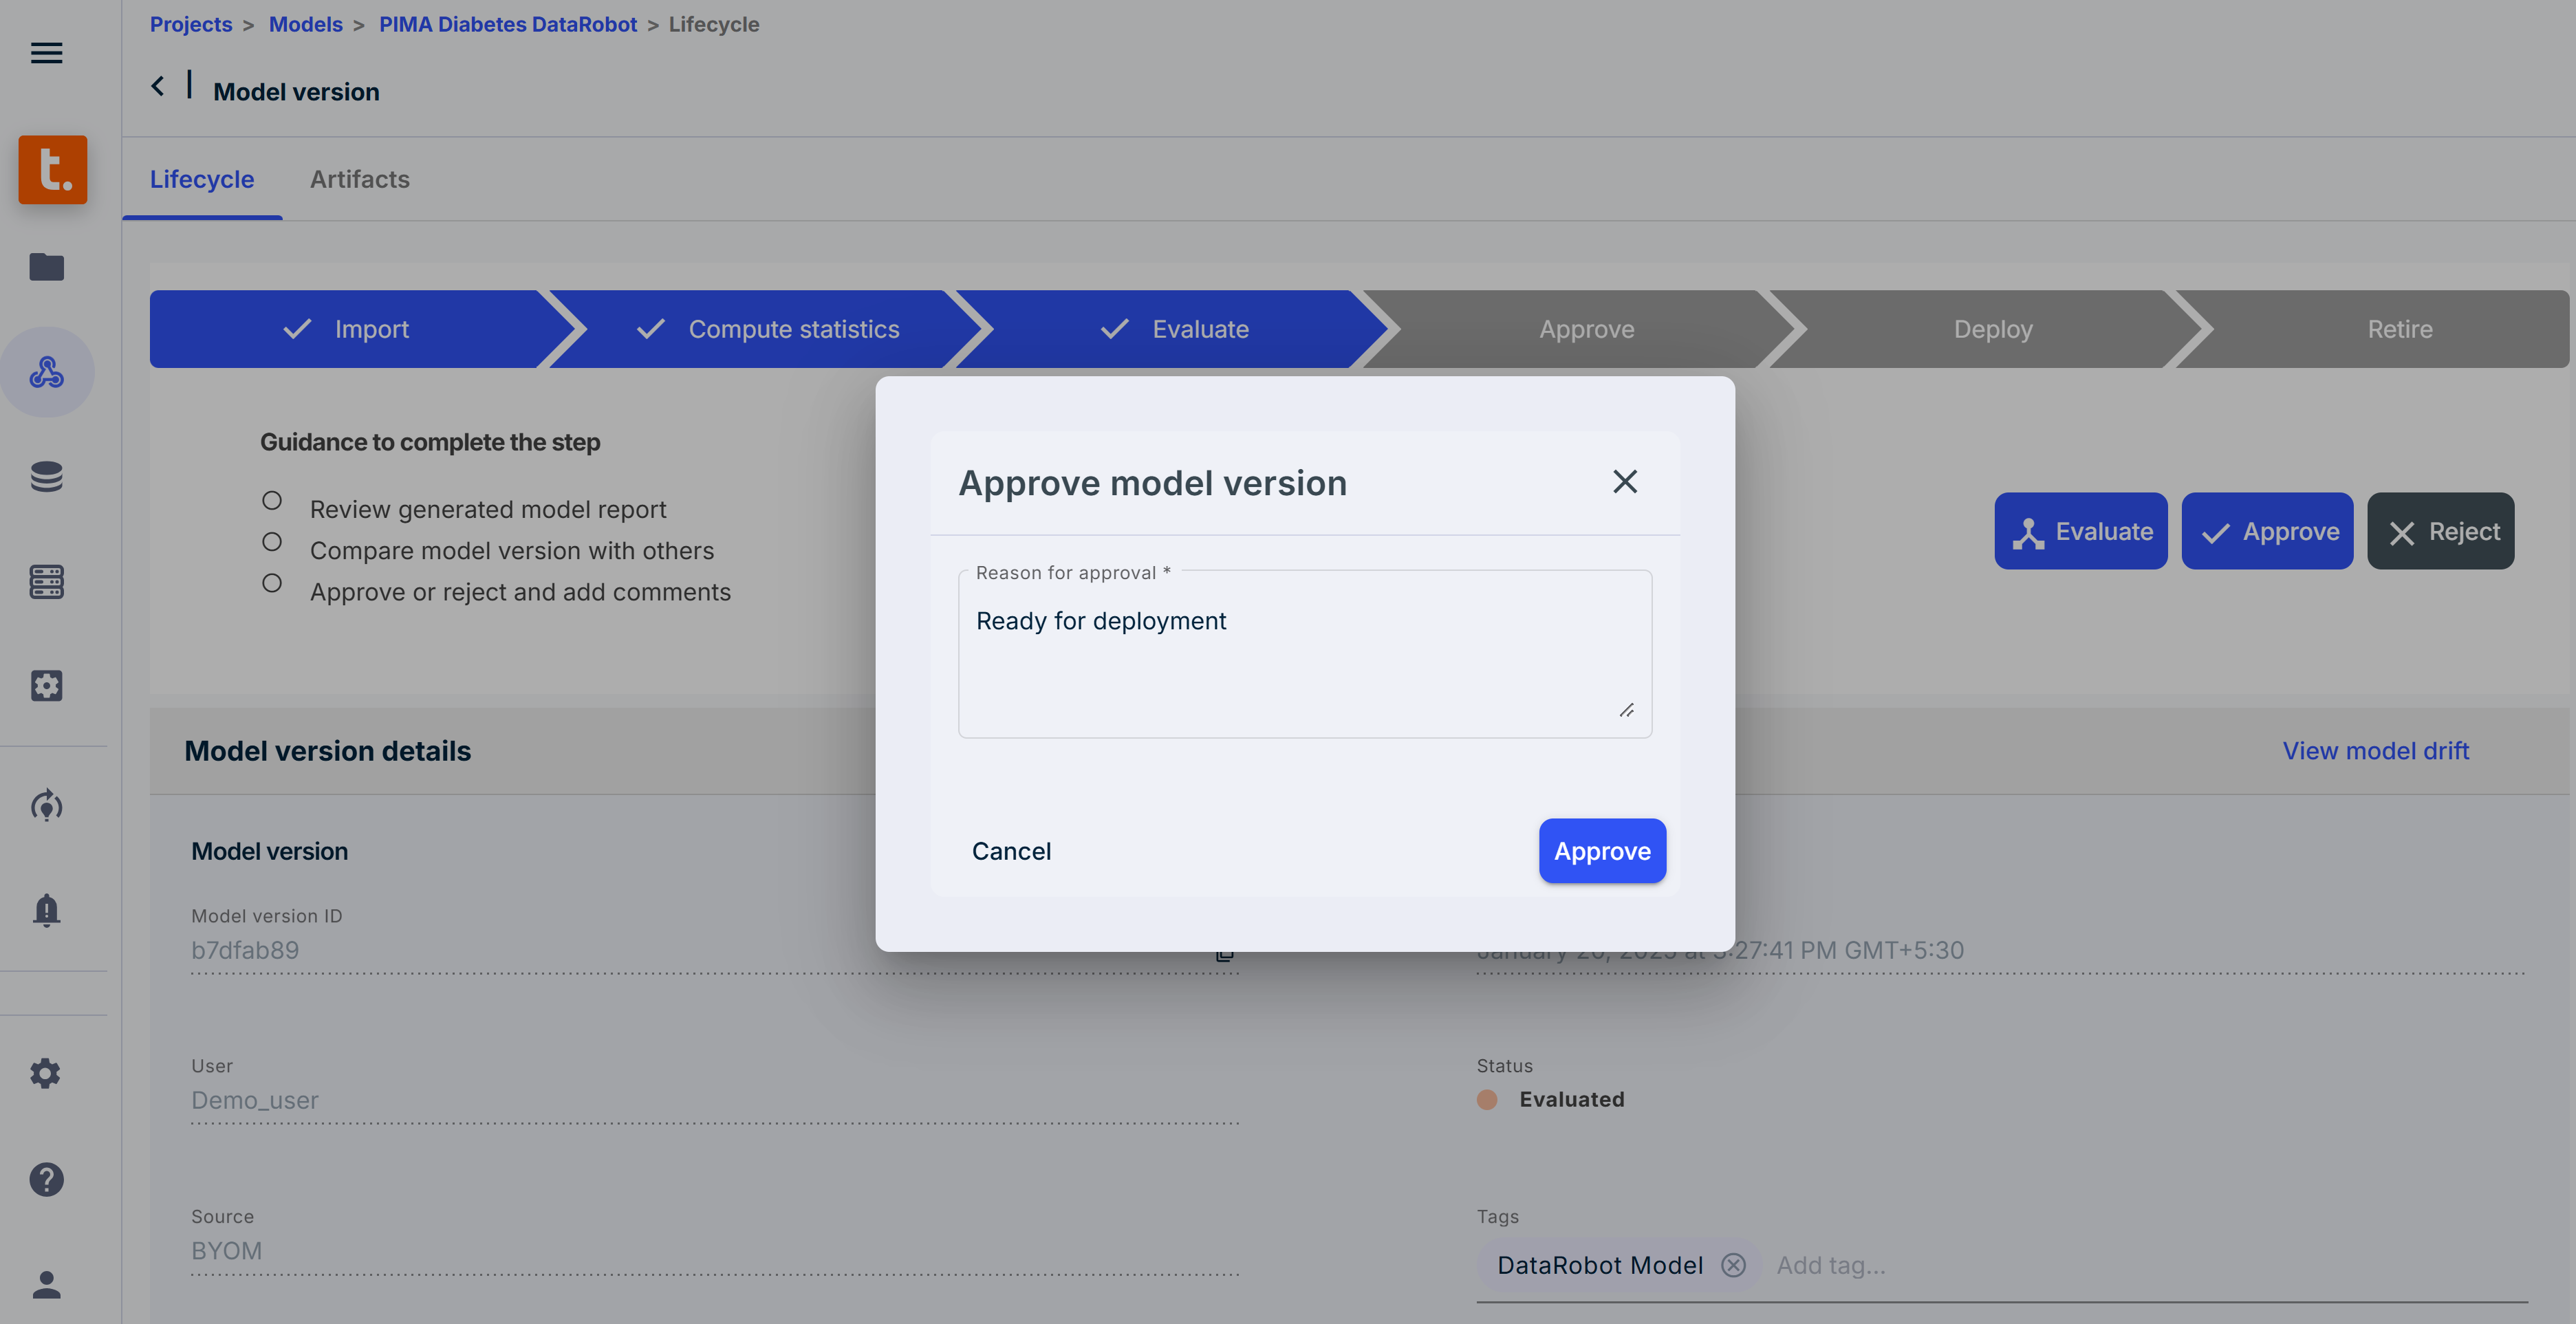 Projects > Models > PIMA Diabetes DataRobot > Lifecycle
Model version
t.
Lifecycle Artifacts
Import Compute statistics Evaluate Approve Deploy Retire
Guidance to complete the step
Review generated model report
Compare model version with others
Approve or reject and add comments
Evaluate Approve Reject
Approve model version
Reason for approval *
Ready for deployment
Cancel Approve
Model version details View model drift
Model version
Model version ID
b7dfab89
27:41 PM GMT+5:30
User
Demo_user
Status
Evaluated
Source
BYOM
Tags
DataRobot Model Add tag...